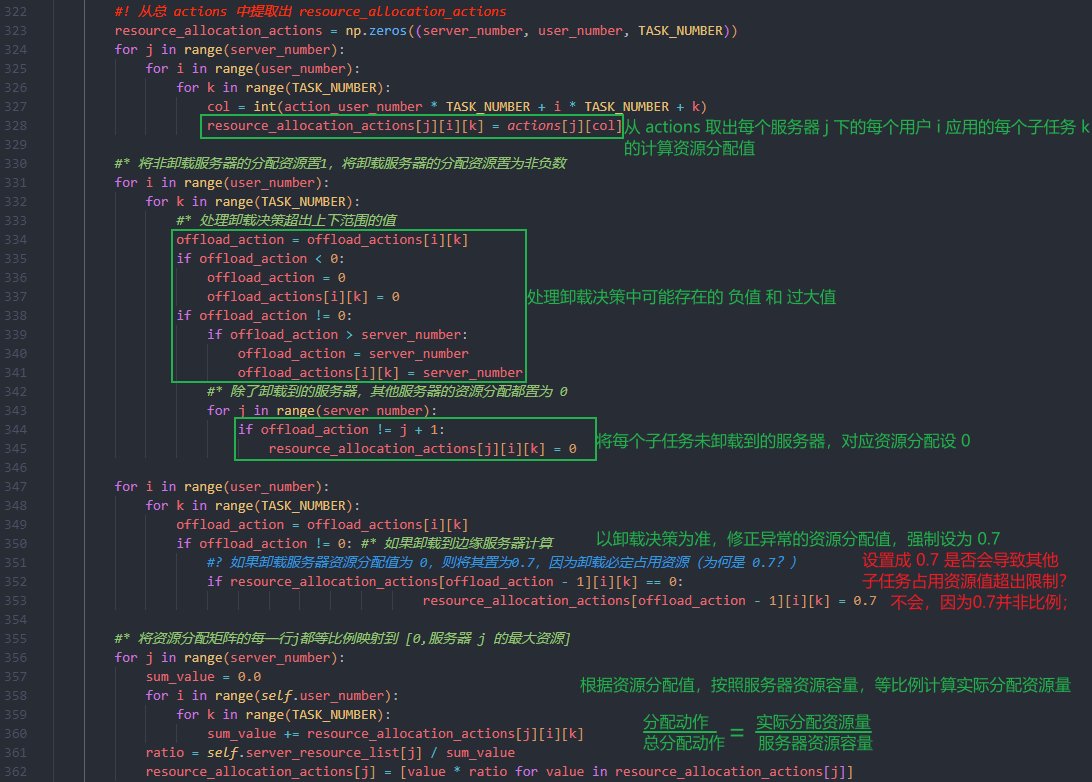 322 #! 从总 actions 中提取出 resource_allocation_actions
323 resource_allocation_actions = np.zeros((server_number, user_number, TASK_NUMBER))
324 for j in range(server_number):
325 for i in range(user_number):
326 for k in range(TASK_NUMBER):
327 col = int(action_user_number * TASK_NUMBER + i * TASK_NUMBER + k)
328 resource_allocation_actions[j][i][k] = actions[j][col] 从 actions 取出每个服务器 j 下的每个用户 i 应用的每个子任务 k
329 的计算资源分配值
330 #* 将非卸载服务器的分配资源置1，将卸载服务器的分配资源置为非负数
331 for i in range(user_number):
332 for k in range(TASK_NUMBER):
333 #* 处理卸载决策超出上下范围的值
334 offload_action = offload_actions[i][k]
335 if offload_action < 0:
336 offload_action = 0
337 offload_actions[i][k] = 0 处理卸载决策中可能存在的 负值 和 过大值
338 if offload_action != 0:
339 if offload_action > server_number:
340 offload_action = server_number
341 offload_actions[i][k] = server_number
342 #* 除了卸载到的服务器，其他服务器的资源分配都置为 0
343 for j in range(server_number):
344 if offload_action != j + 1: 将每个子任务未卸载到的服务器，对应资源分配设 0
345 resource_allocation_actions[j][i][k] = 0
346
347 for i in range(user_number):
348 for k in range(TASK_NUMBER):
349 offload_action = offload_actions[i][k] 以卸载决策为准，修正异常的资源分配值，强制设为 0.7
350 if offload_action != 0: #* 如果卸载到边缘服务器计算
351 #? 如果卸载服务器资源分配值为 0，则将其置为0.7，因为卸载必定占用资源（为何是 0.7？） 设置成 0.7 是否会导致其他
352 if resource_allocation_actions[offload_action - 1][i][k] == 0: 子任务占用资源值超出限制？
353 resource_allocation_actions[offload_action - 1][i][k] = 0.7 不会，因为0.7并非比例；
354
355 #* 将资源分配矩阵的每一行j都等比例映射到 [0,服务器 j 的最大资源]
356 for j in range(server_number):
357 sum_value = 0.0 根据资源分配值，按照服务器资源容量，等比例计算实际分配资源量
358 for i in range(self.user_number):
359 for k in range(TASK_NUMBER): 分配动作 = 实际分配资源量
360 sum_value += resource_allocation_actions[j][i][k] 总分配动作 服务器资源容量
361 ratio = self.server_resource_list[j] / sum_value
362 resource_allocation_actions[j] = [value * ratio for value in resource_allocation_actions[j]]